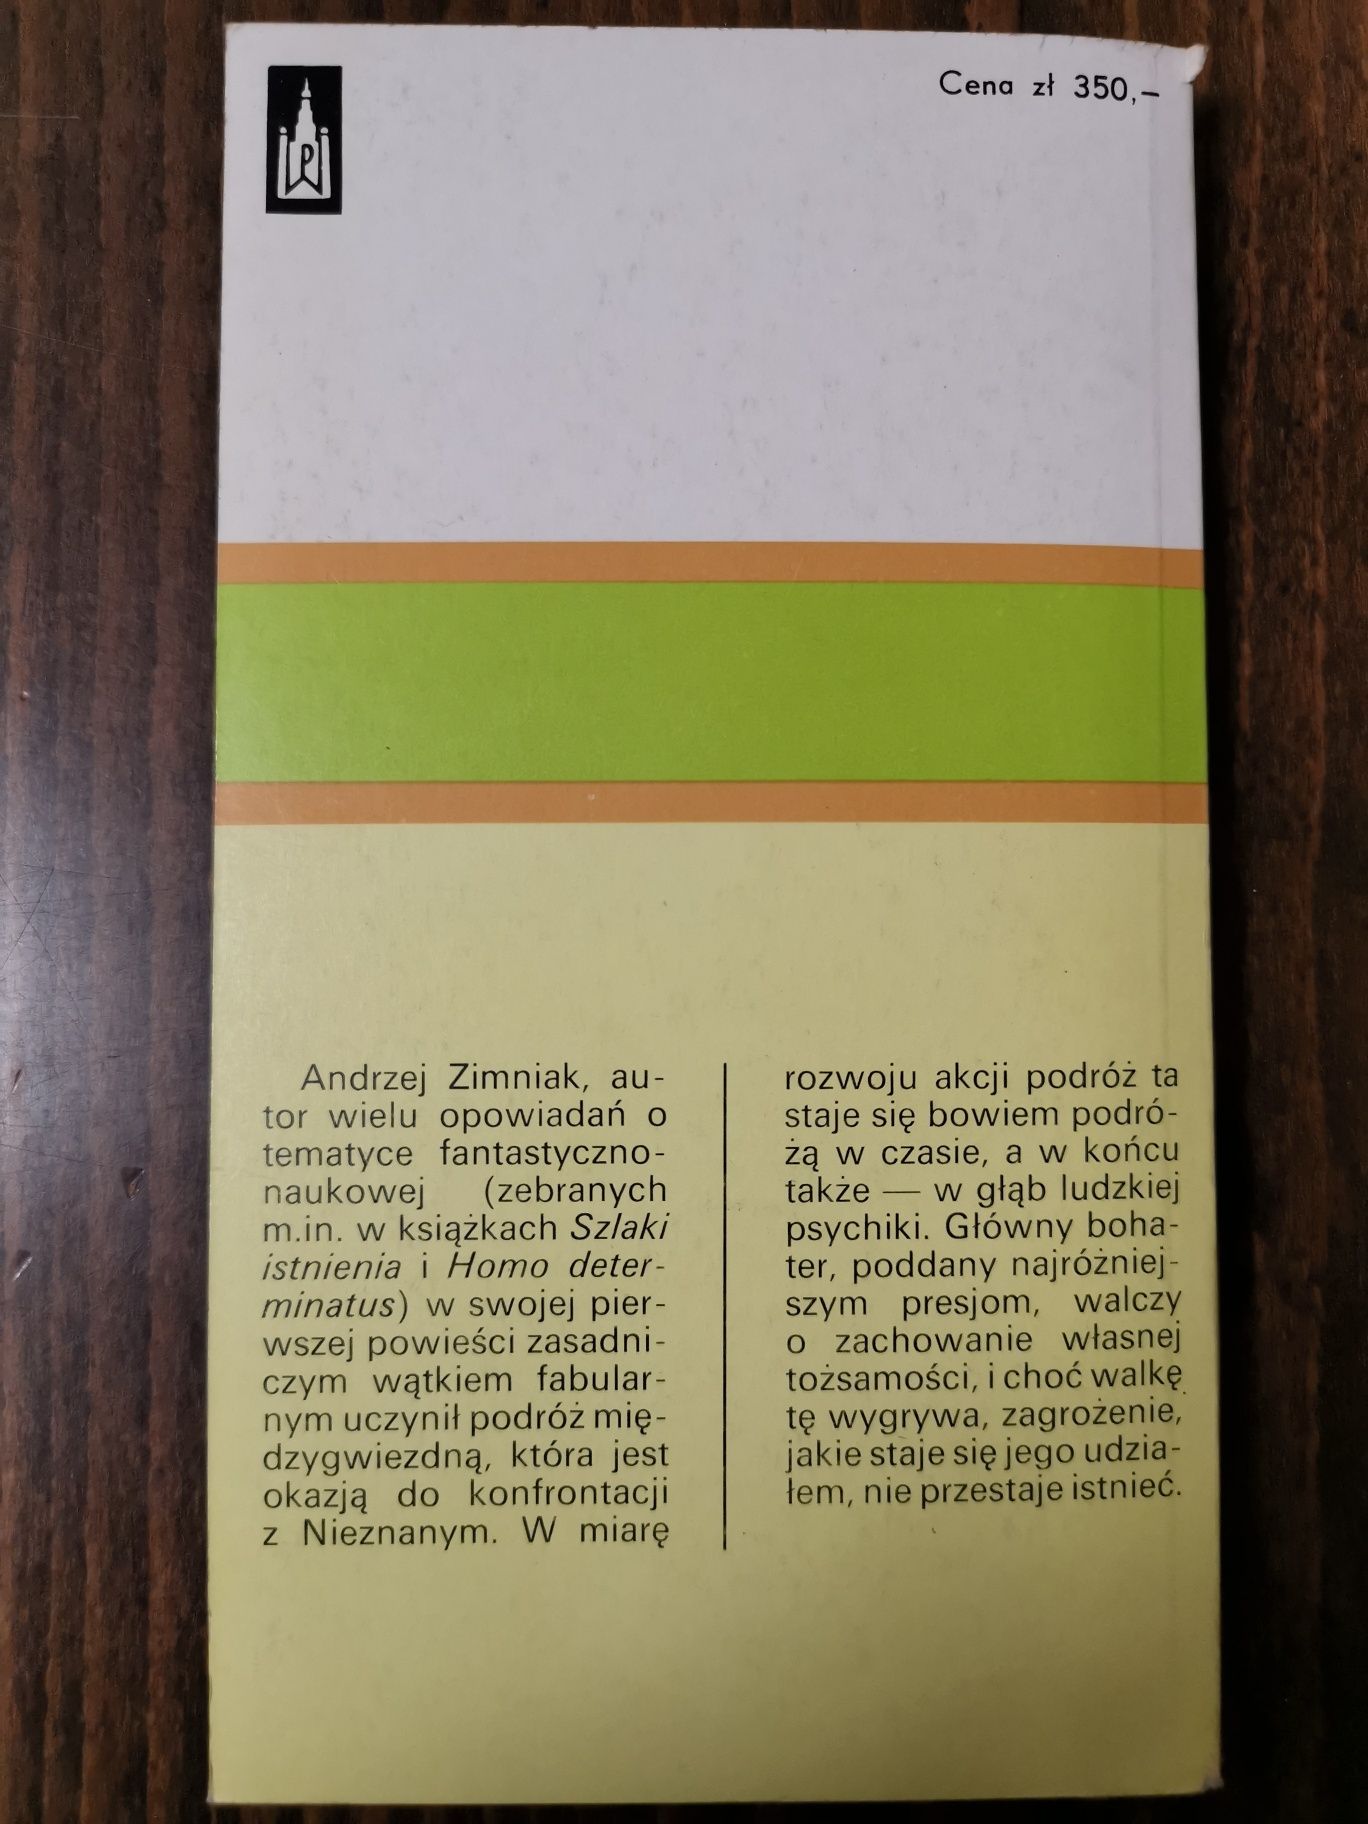 Cena zł 350,–
WP
Andrzej Zimniak, au-
tor wielu opowiadań o
tematyce fantastyczno-
naukowej (zebranych
m.in. w książkach Szlaki
istnienia i Homo deter-
minatus) w swojej pier-
wszej powieści zasadni-
czym wątkiem fabular-
nym uczynił podróż mię-
dzygwiezdną, która jest
okazją do konfrontacji
z Nieznanym. W miarę
rozwoju akcji podróż ta
staje się bowiem podró-
żą w czasie, a w końcu
także — w głąb ludzkiej
psychiki. Główny boha-
ter, poddany najróżniej-
szym presjom, walczy
o zachowanie własnej
tożsamości, i choć walkę
tę wygrywa, zagrożenie,
jakie staje się jego udzia-
łem, nie przestaje istnieć.